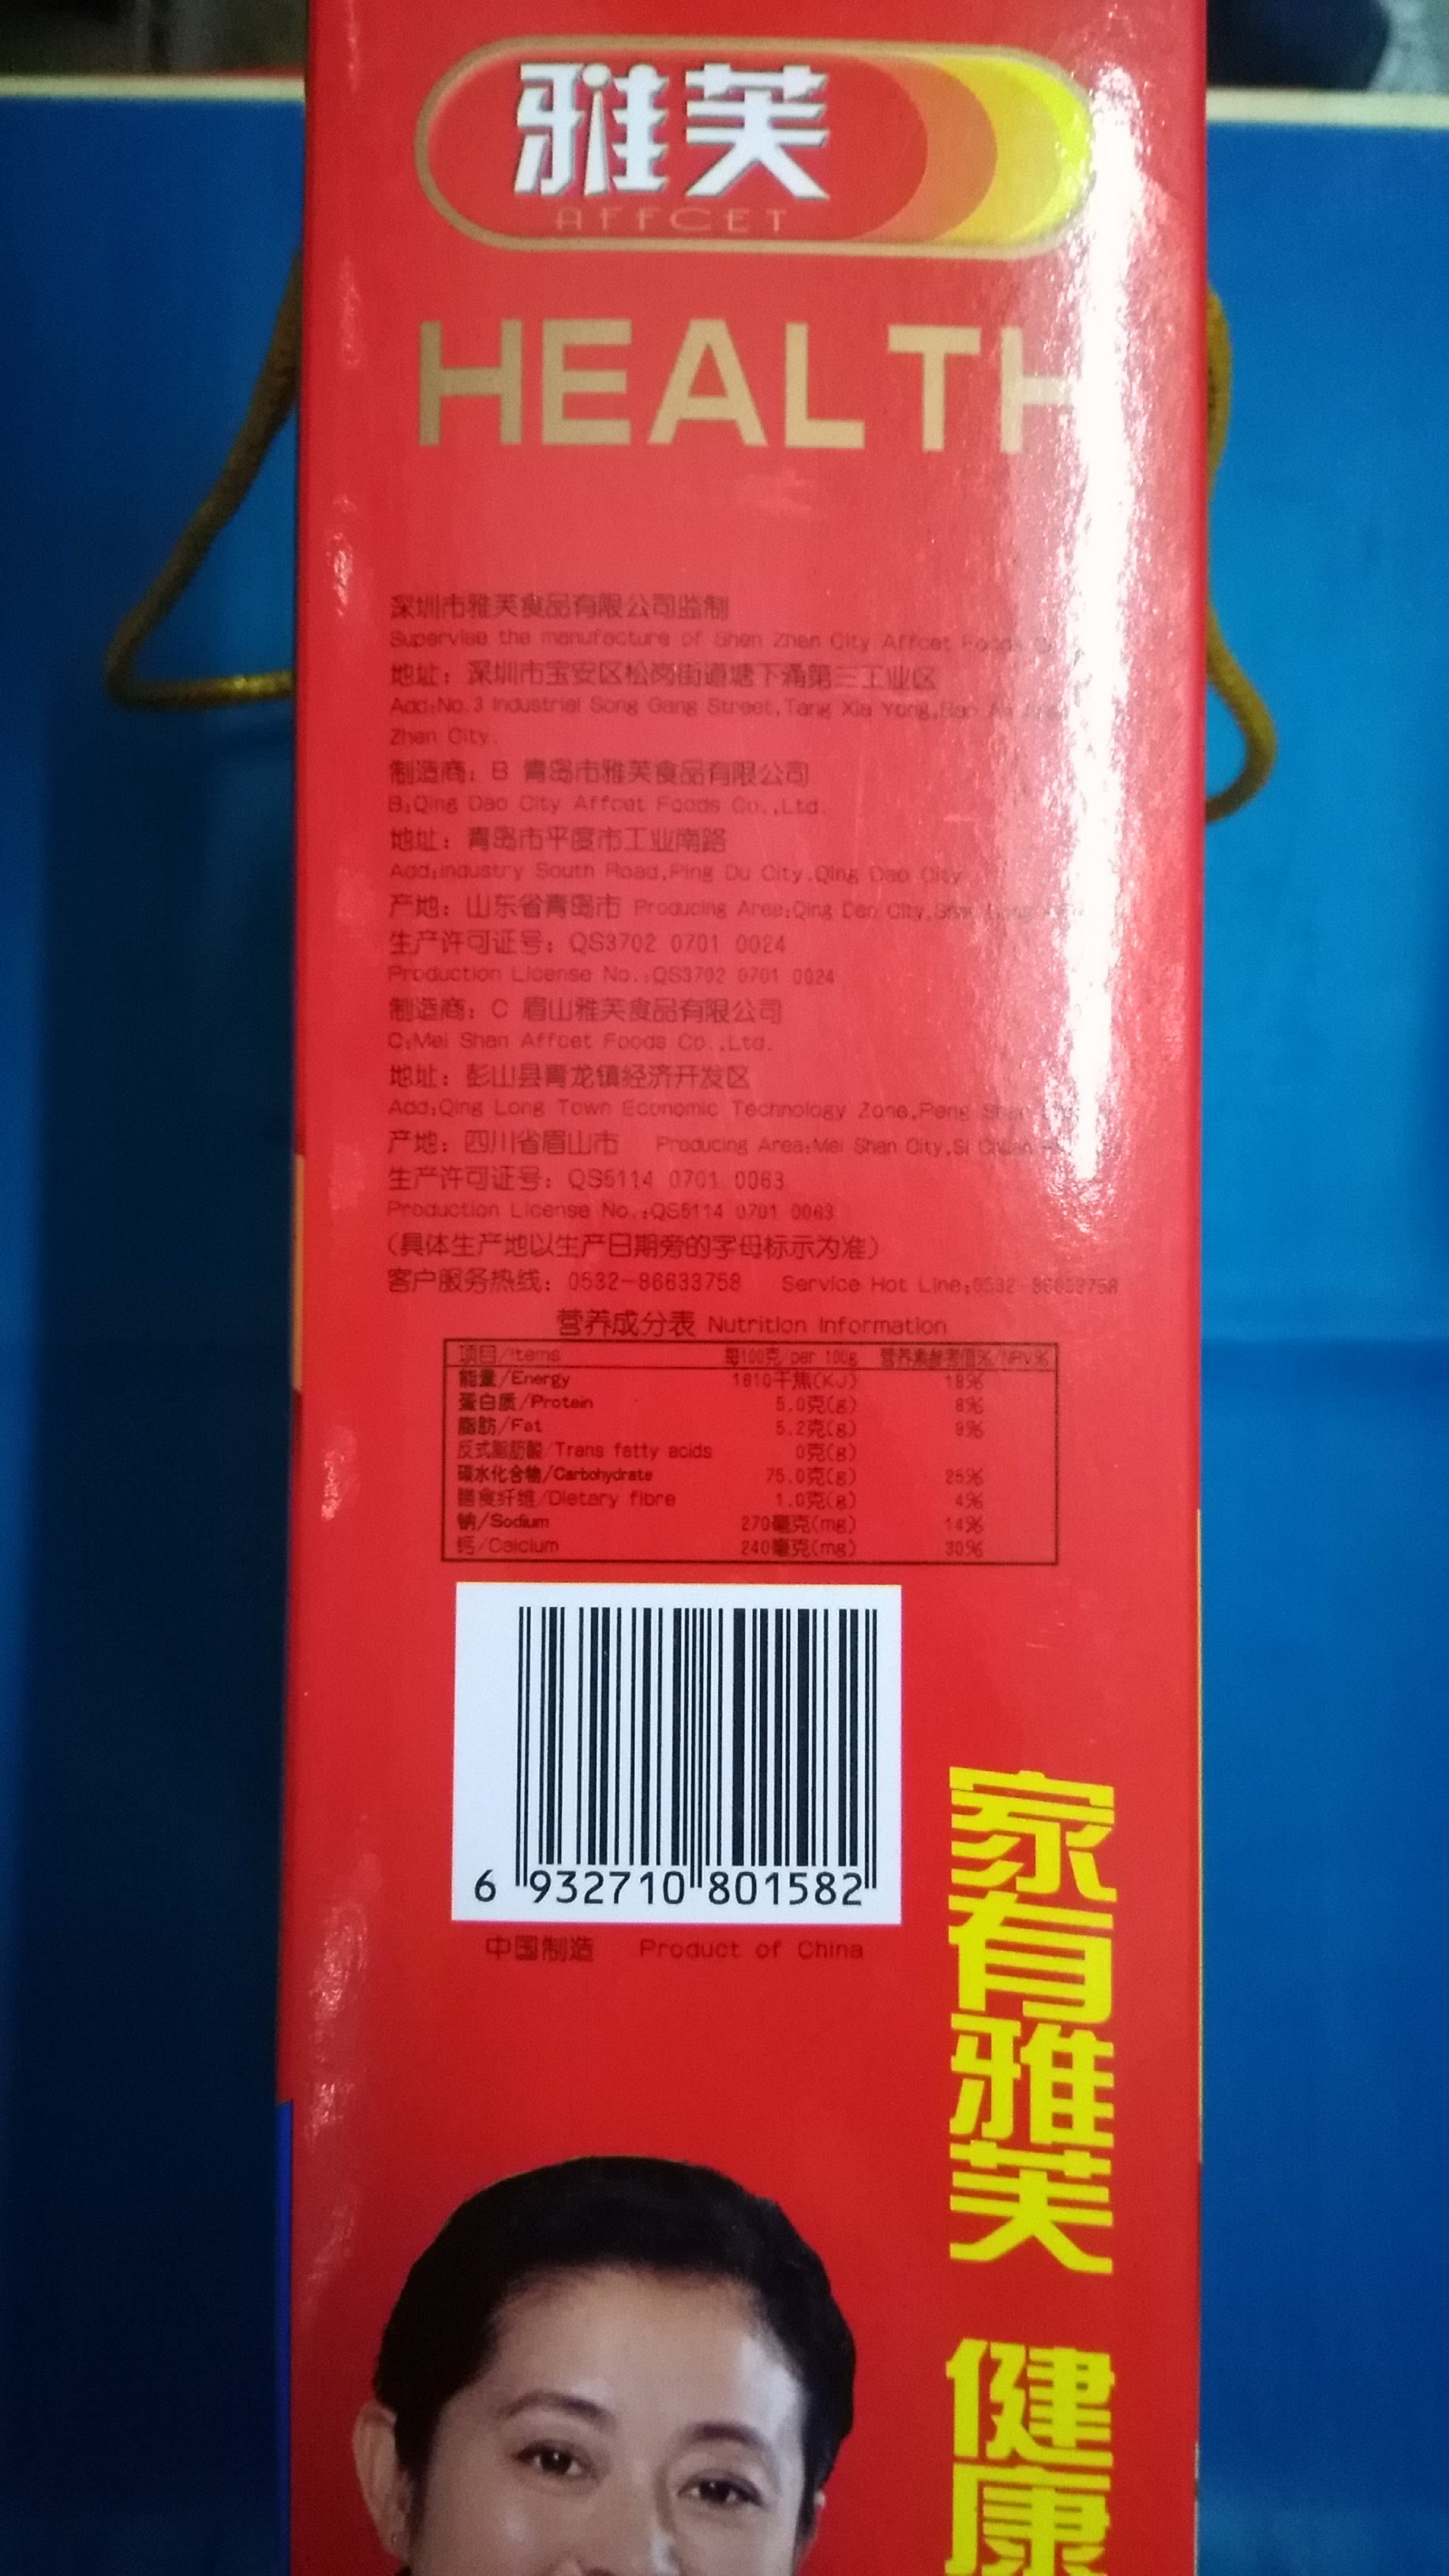 雅芙
AFFCET
HEALTH
深圳市雅芙食品有限公司监制
Supervise the manufacture of Shen Zhen City Affcet Foods
地址：深圳市宝安区松岗街道塘下涌第三工业区
Add:No.3 Industrial Song Gang Street,Tang Xia Yong,Bao An
Zhen City.
制造商：B 青岛市雅芙食品有限公司
B:Qing Dao City Affcet Foods Co.,Ltd.
地址：青岛市平度市工业南路
Add:Industry South Road,Ping Du City.Qing Dao City
产地：山东省青岛市 Producing Area:Qing Dao City,Shan
生产许可证号：QS3702 0701 0024
Production License No.:QS3702 0701 0024
制造商：C 眉山雅芙食品有限公司
C:Mei Shan Affcet Foods Co.,Ltd.
地址：彭山县青龙镇经济开发区
Add:Qing Long Town Economic Technology Zone,Peng Shan
产地：四川省眉山市 Producing Area:Mei Shan City,Si Chuan
生产许可证号：QS5114 0701 0063
Production License No.:QS5114 0701 0063
（具体生产地以生产日期旁的字母标示为准）
客户服务热线：0532-86633758 Service Hot Line:0532-86633758
营养成分表 Nutrition Information
项目/Items 每100克/per 100g 营养素参考值%/NRV%
能量/Energy 1610千焦(KJ) 19%
蛋白质/Protein 5.0克(g) 8%
脂肪/Fat 5.2克(g) 9%
反式脂肪酸/Trans fatty acids 0克(g)
碳水化合物/Carbohydrate 75.0克(g) 25%
膳食纤维/Dietary fibre 1.0克(g) 4%
钠/Sodium 270毫克(mg) 14%
钙/Calcium 240毫克(mg) 30%
6 932710 801582
中国制造 Product of China
家有雅芙 健康